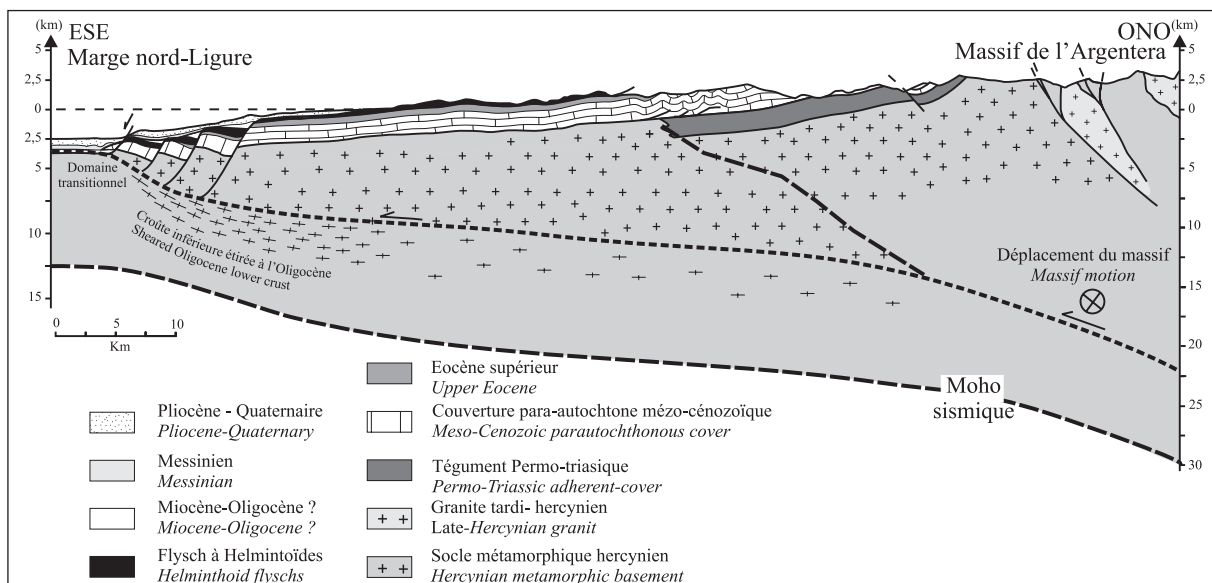 (km)
ESE
Marge nord-Ligure
ONO
(km)
Massif de l'Argentera
5
2,5
0
2,5
5
10
15
5
2.5
0
5
10
15
20
25
30
Domaine
transitionnel
Croûte inférieure étirée à l'Oligocène
Sheared Oligocene lower crust
Déplacement du massif
Massif motion
0 5 10
Km
Moho
sismique
Pliocène - Quaternaire
Pliocene-Quaternary
Messinien
Messinian
Miocène-Oligocène ?
Miocene-Oligocene ?
Flysch à Helmintoïdes
Helminthoid flyschs
Eocène supérieur
Upper Eocene
Couverture para-autochtone mézo-cénozoïque
Meso-Cenozoic parautochthonous cover
Tégument Permo-triasique
Permo-Triassic adherent-cover
Granite tardi- hercynien
Late-Hercynian granit
Socle métamorphique hercynien
Hercynian metamorphic basement